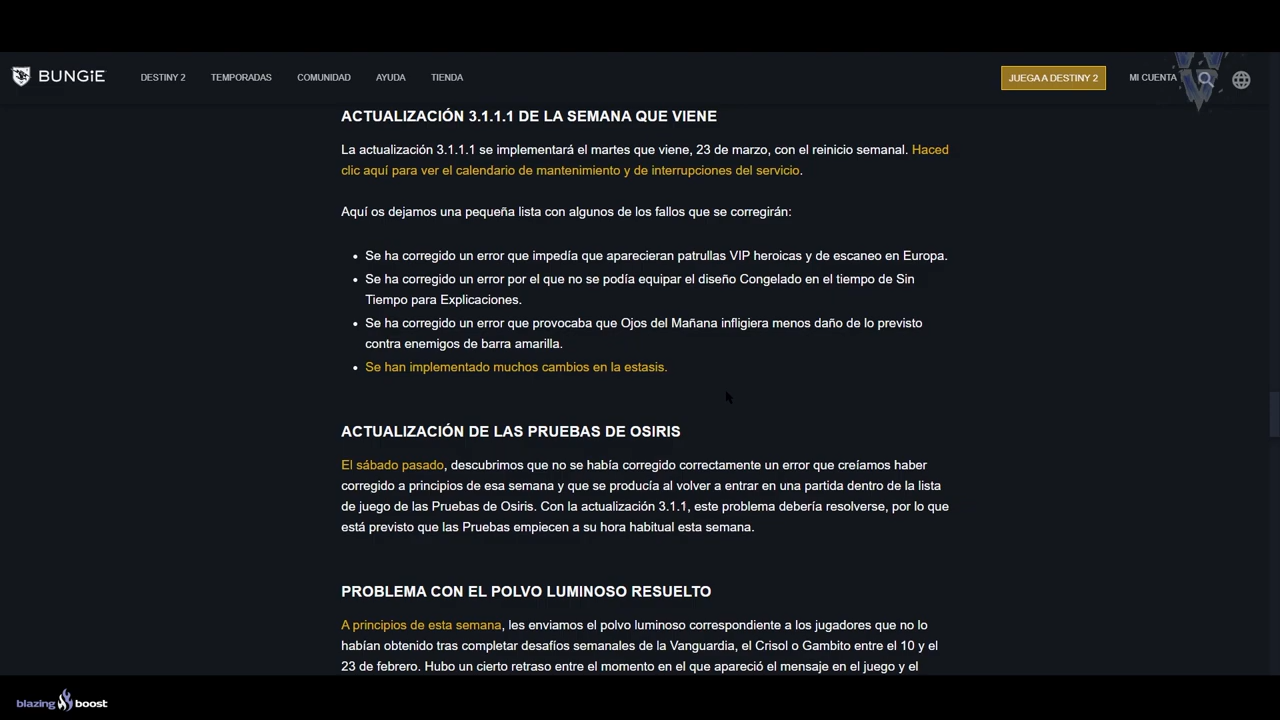 BUNGiE
DESTINY 2
TEMPORADAS
COMUNIDAD
AYUDA
TIENDA
JUEGA A DESTINY 2
MI CUENTA
ACTUALIZACIÓN 3.1.1.1 DE LA SEMANA QUE VIENE
La actualización 3.1.1.1 se implementará el martes que viene, 23 de marzo, con el reinicio semanal. Haced
clic aquí para ver el calendario de mantenimiento y de interrupciones del servicio.
Aquí os dejamos una pequeña lista con algunos de los fallos que se corregirán:
• Se ha corregido un error que impedía que aparecieran patrullas VIP heroicas y de escaneo en Europa.
• Se ha corregido un error por el que no se podía equipar el diseño Congelado en el tiempo de Sin
Tiempo para Explicaciones.
• Se ha corregido un error que provocaba que Ojos del Mañana infligiera menos daño de lo previsto
contra enemigos de barra amarilla.
• Se han implementado muchos cambios en la estasis.
ACTUALIZACIÓN DE LAS PRUEBAS DE OSIRIS
El sábado pasado, descubrimos que no se había corregido correctamente un error que creíamos haber
corregido a principios de esa semana y que se producía al volver a entrar en una partida dentro de la lista
de juego de las Pruebas de Osiris. Con la actualización 3.1.1, este problema debería resolverse, por lo que
está previsto que las Pruebas empiecen a su hora habitual esta semana.
PROBLEMA CON EL POLVO LUMINOSO RESUELTO
A principios de esta semana, les enviamos el polvo luminoso correspondiente a los jugadores que no lo
habían obtenido tras completar desafíos semanales de la Vanguardia, el Crisol o Gambito entre el 10 y el
23 de febrero. Hubo un cierto retraso entre el momento en el que apareció el mensaje en el juego y el
blazing boost